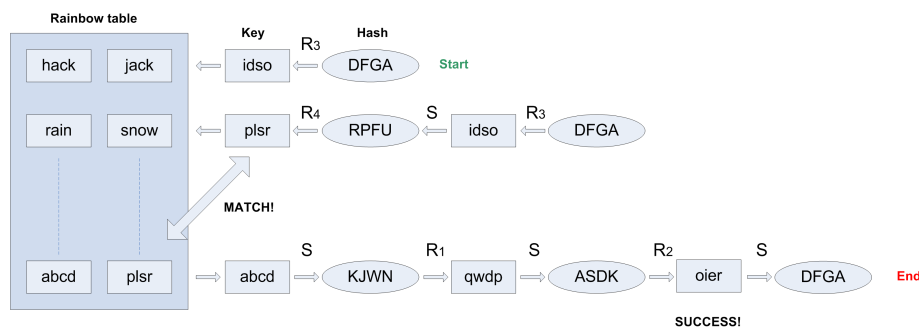 Rainbow table
Key Hash
hack jack idso R3 DFGA Start
rain snow plsr R4 RPFU S idso R3 DFGA
MATCH!
abcd plsr abcd S KJWN R1 qwdp S ASDK R2 oier S DFGA End
SUCCESS!